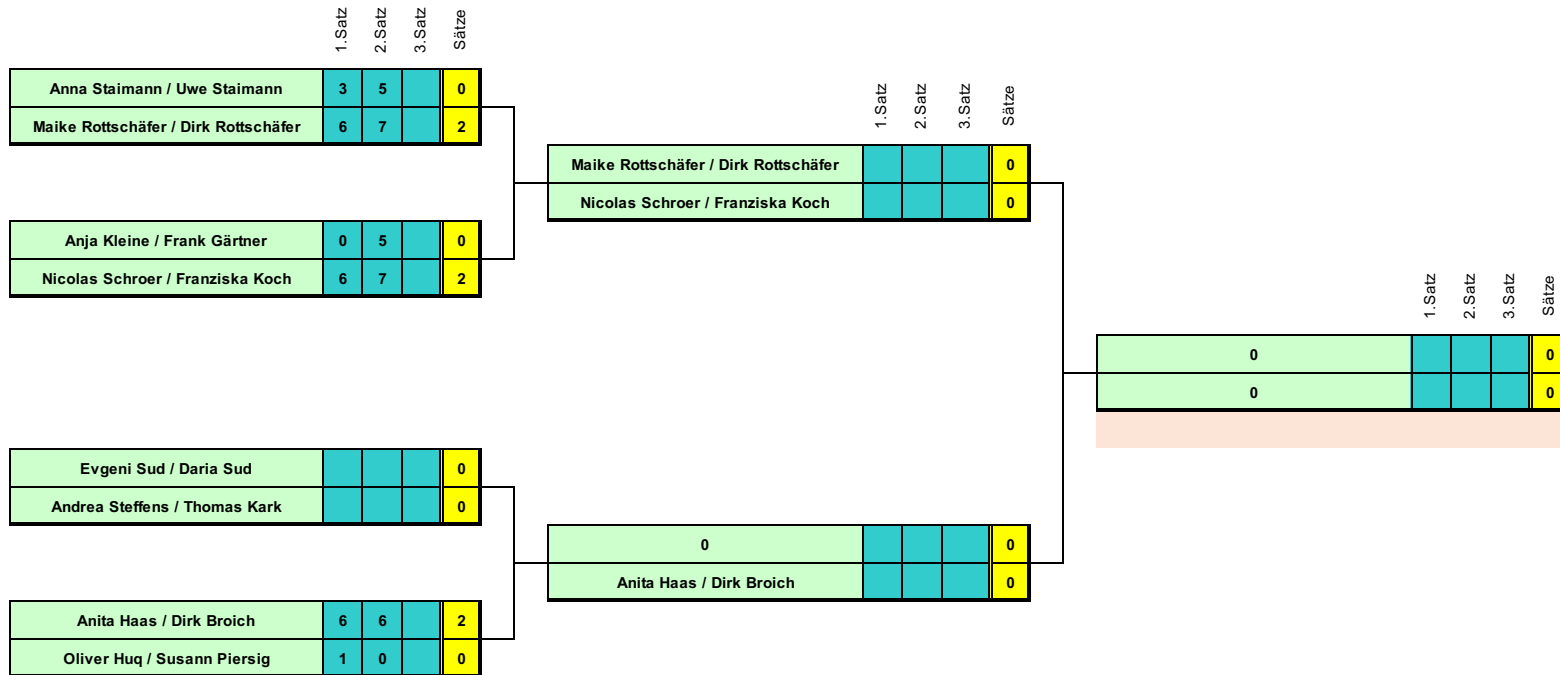 1.Satz 2.Satz 3.Satz Sätze
Anna Staimann / Uwe Staimann 3 5 0
Maike Rottschäfer / Dirk Rottschäfer 6 7 2
1.Satz 2.Satz 3.Satz Sätze
Maike Rottschäfer / Dirk Rottschäfer 0
Nicolas Schroer / Franziska Koch 0
Anja Kleine / Frank Gärtner 0 5 0
Nicolas Schroer / Franziska Koch 6 7 2
1.Satz 2.Satz 3.Satz Sätze
0 0
0 0
Evgeni Sud / Daria Sud 0
Andrea Steffens / Thomas Kark 0
0 0
Anita Haas / Dirk Broich 0
Anita Haas / Dirk Broich 6 6 2
Oliver Huq / Susann Piersig 1 0 0